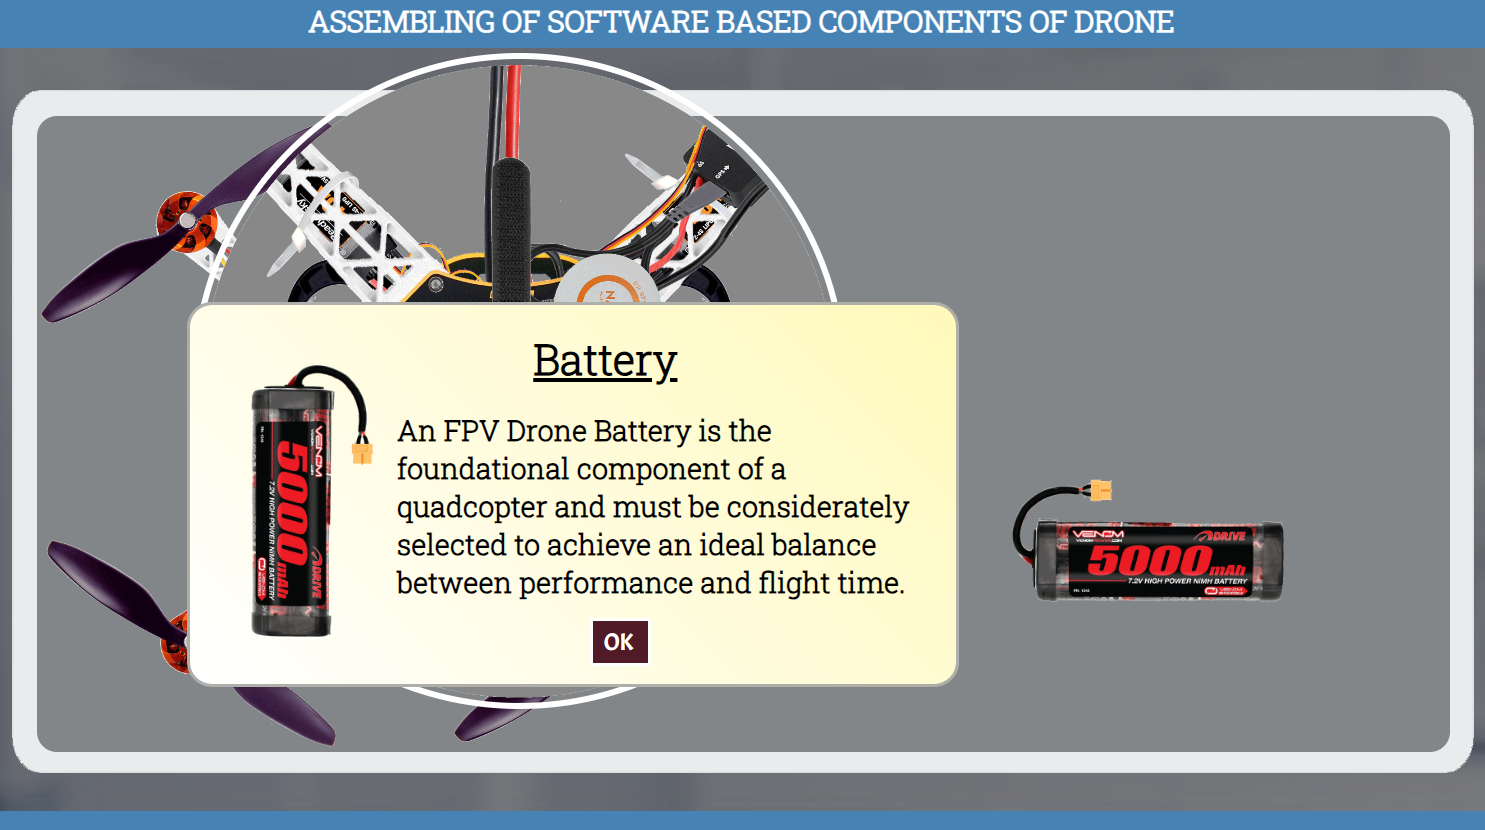 ASSEMBLING OF SOFTWARE BASED COMPONENTS OF DRONE
GPS
Battery
An FPV Drone Battery is the
foundational component of a
quadcopter and must be considerately
selected to achieve an ideal balance
between performance and flight time.
OK
VENOM
DRIVE
5000mAh
7.2V HIGH POWER NiMH BATTERY
VENOM
DRIVE
5000mAh
7.2V HIGH POWER NiMH BATTERY
VENOM